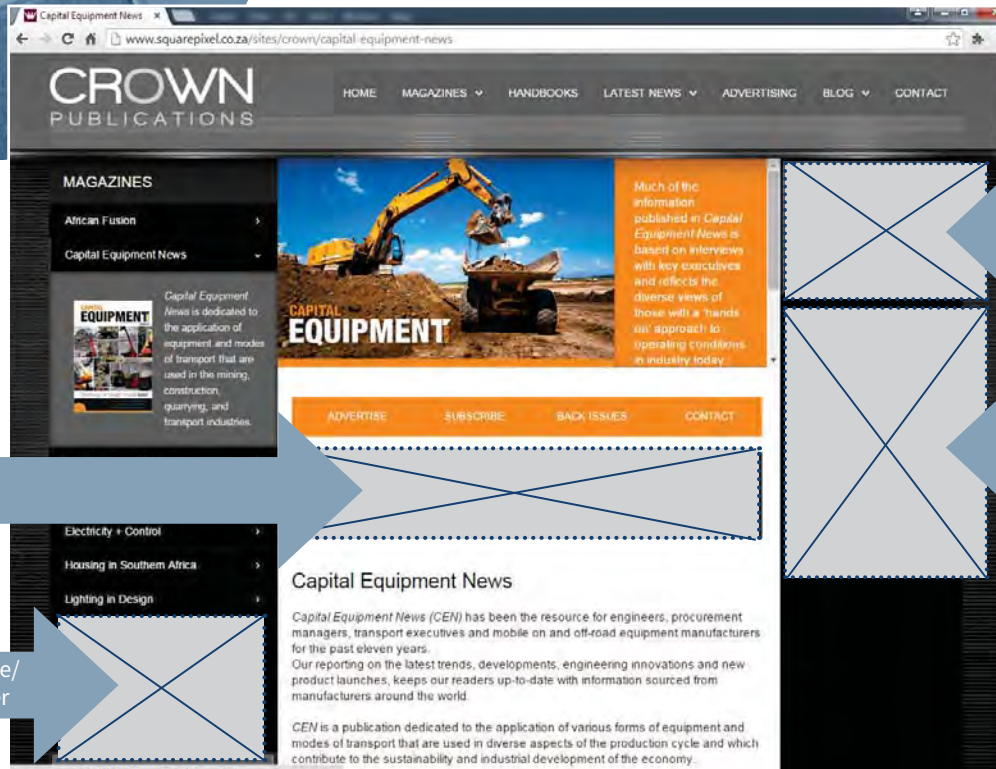 Capital Equipment News
www.squarepixel.co.za/sites/crown/capital-equipment-news
CROWN
PUBLICATIONS
HOME MAGAZINES HANDBOOKS LATEST NEWS ADVERTISING BLOG CONTACT
MAGAZINES
African Fusion
Capital Equipment News
CAPITAL
EQUIPMENT
Capital Equipment
News is dedicated to
the application of
equipment and modes
of transport that are
used in the mining,
construction,
quarrying, and
transport industries.
Electricity + Control
Housing in Southern Africa
Lighting in Design
e/
er
CAPITAL
EQUIPMENT
Much of the
information
published in Capital
Equipment News is
based on interviews
with key executives
and reflects the
diverse views of
those with a 'hands
on' approach to
operating conditions
in industry today
ADVERTISE SUBSCRIBE BACK ISSUES CONTACT
Capital Equipment News
Capital Equipment News (CEN) has been the resource for engineers, procurement
managers, transport executives and mobile on and off-road equipment manufacturers
for the past eleven years.
Our reporting on the latest trends, developments, engineering innovations and new
product launches, keeps our readers up-to-date with information sourced from
manufacturers around the world.
CEN is a publication dedicated to the application of various forms of equipment and
modes of transport that are used in diverse aspects of the production cycle and which
contribute to the sustainability and industrial development of the economy.